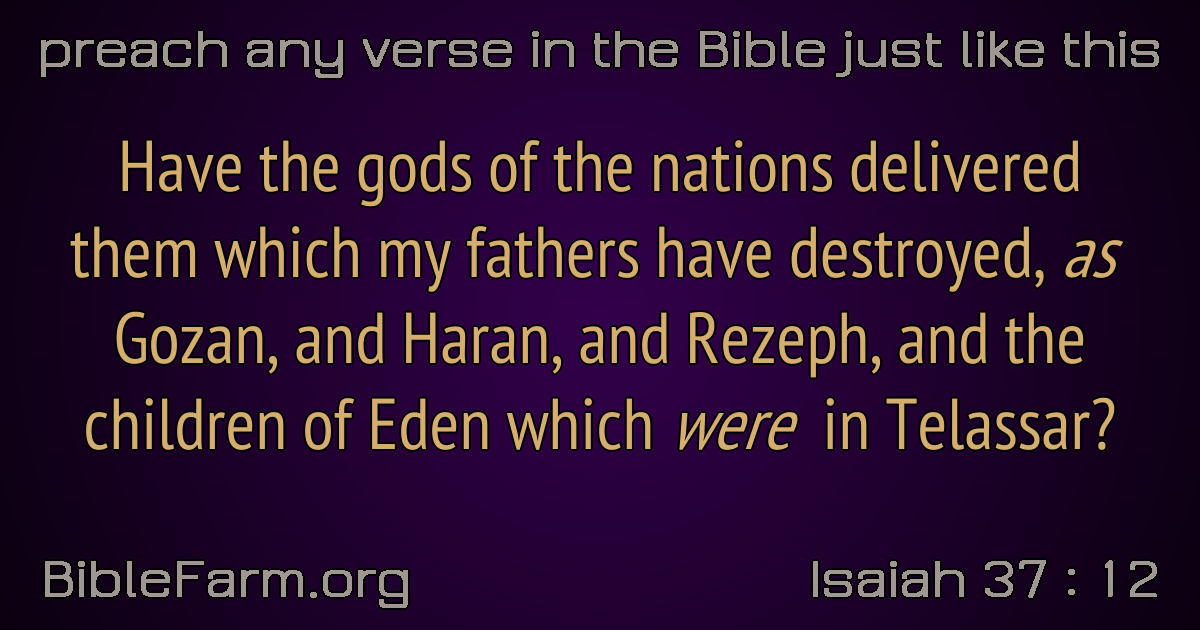 preach any verse in the Bible just like this
Have the gods of the nations delivered
them which my fathers have destroyed, as
Gozan, and Haran, and Rezeph, and the
children of Eden which were in Telassar?
BibleFarm.org
Isaiah 37 : 12